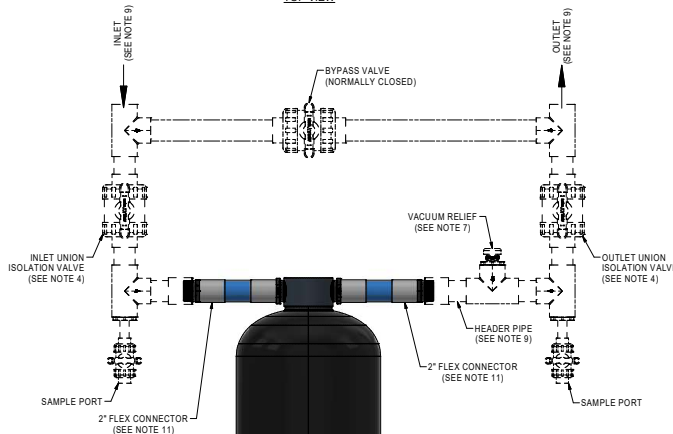 INLET
(SEE NOTE 9)
OUTLET
(SEE NOTE 9)
BYPASS VALVE
(NORMALLY CLOSED)
VACUUM RELIEF
(SEE NOTE 7)
INLET UNION
ISOLATION VALVE
(SEE NOTE 4)
OUTLET UNION
ISOLATION VALVE
(SEE NOTE 4)
HEADER PIPE
(SEE NOTE 9)
2" FLEX CONNECTOR
(SEE NOTE 11)
SAMPLE PORT
2" FLEX CONNECTOR
(SEE NOTE 11)
SAMPLE PORT